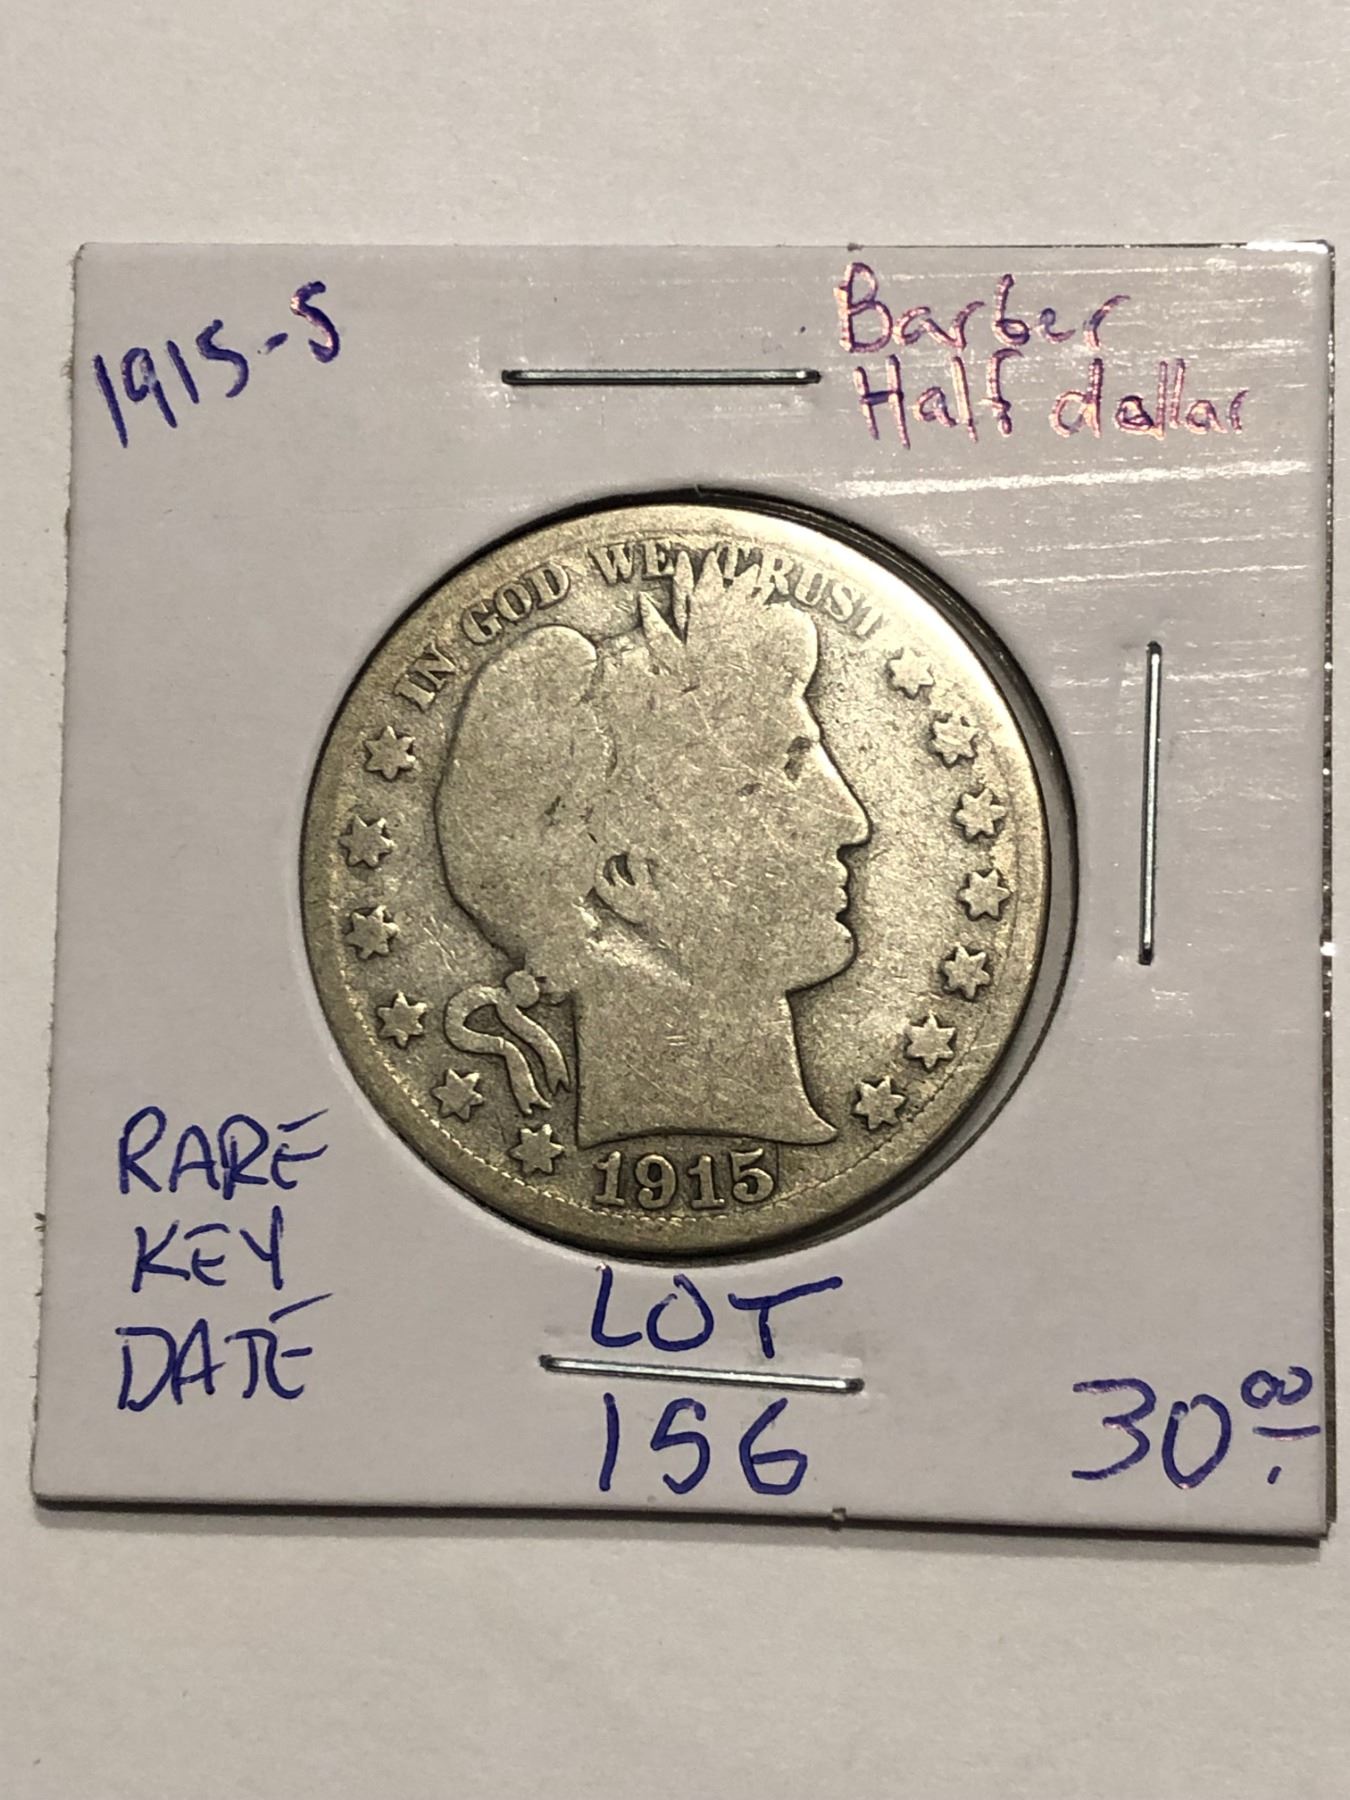 1915-S
Barber
Half dollar
IN GOD WE TRUST
1915
RARE
KEY
DATE
LOT
156
30.00